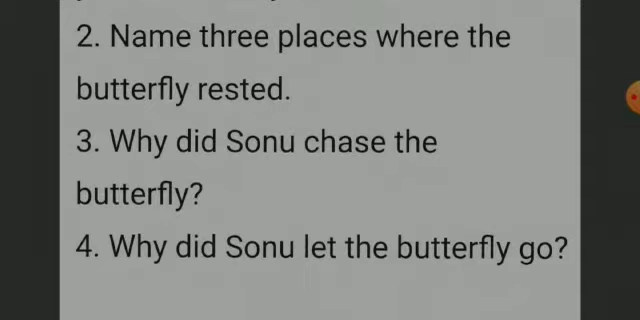 2. Name three places where the
butterfly rested.
3. Why did Sonu chase the
butterfly?
4. Why did Sonu let the butterfly go?